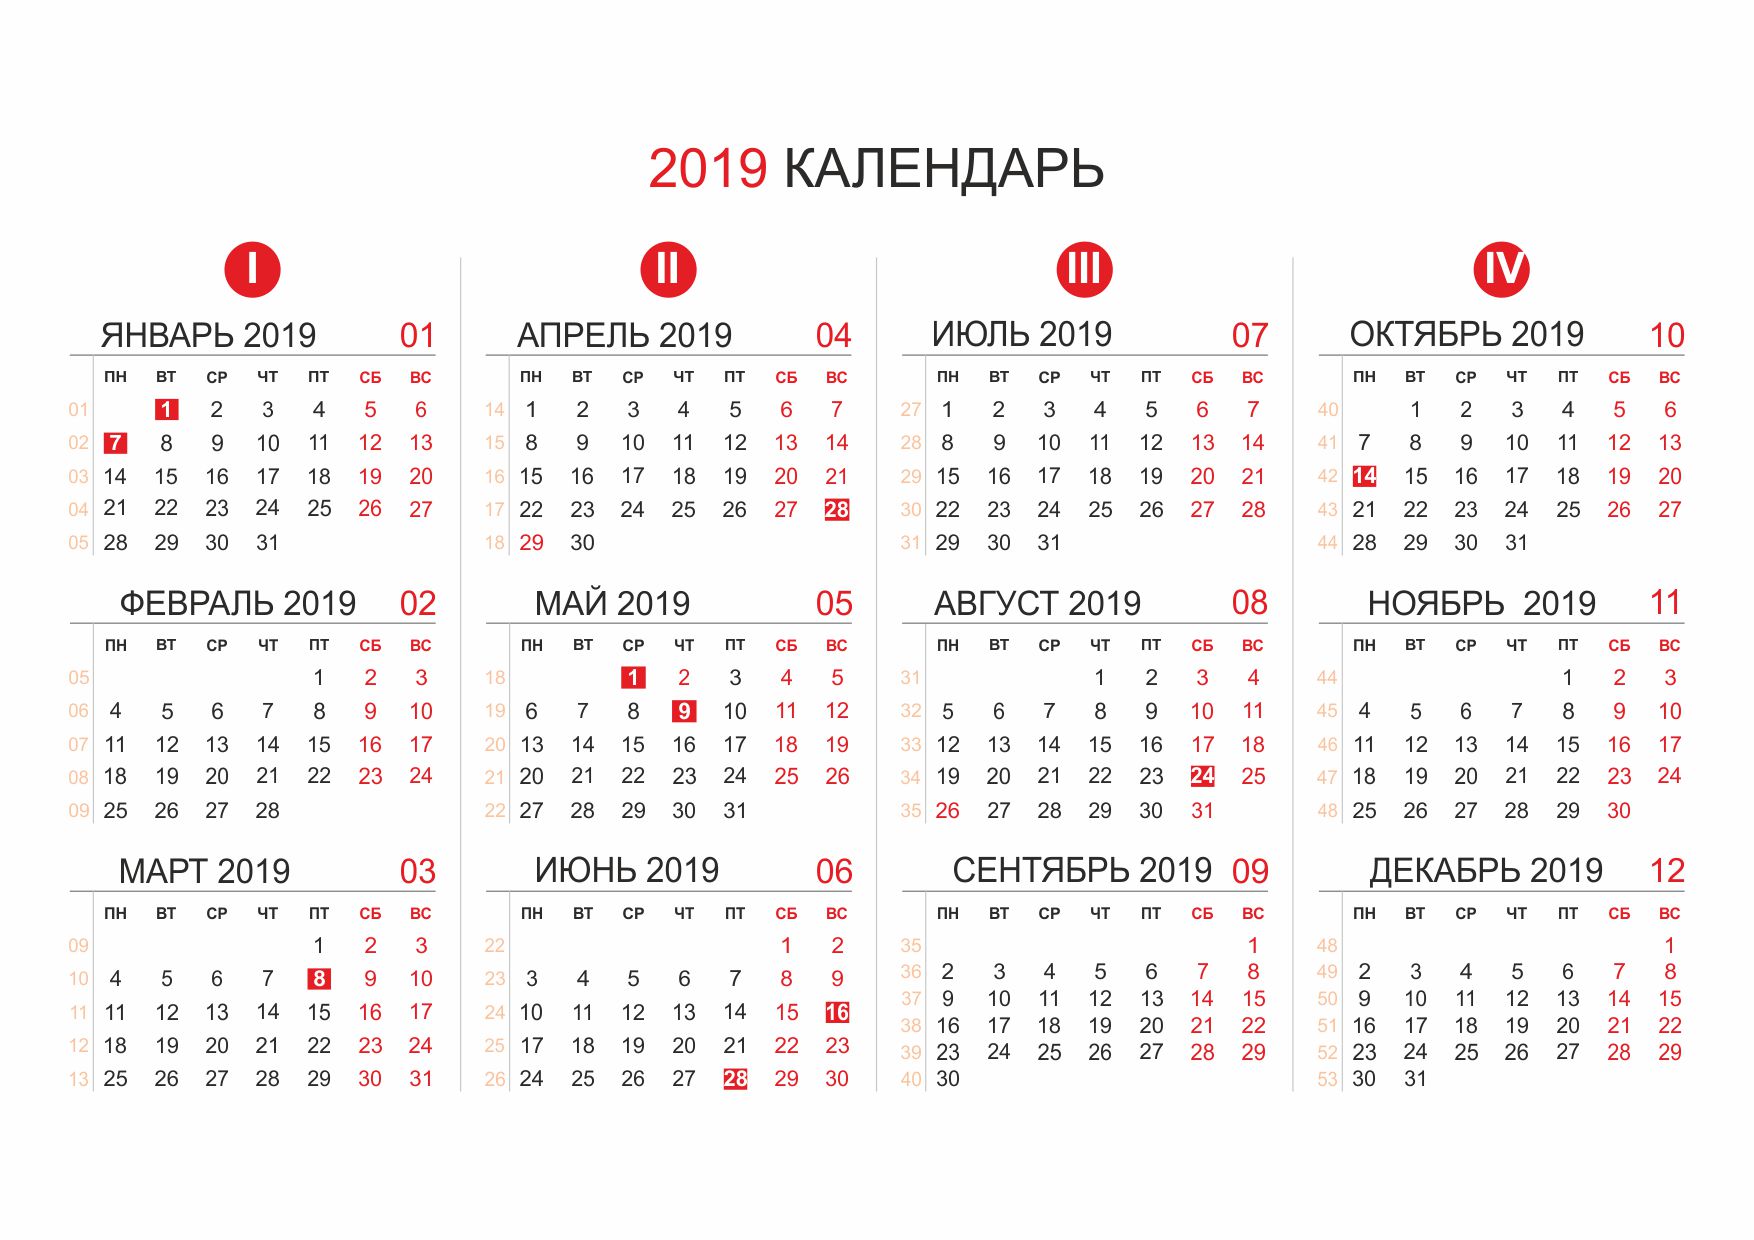 2019 КАЛЕНДАРЬ
I
ЯНВАРЬ 2019 01
ПН ВТ СР ЧТ ПТ СБ ВС
01 1 2 3 4 5 6
02 7 8 9 10 11 12 13
03 14 15 16 17 18 19 20
04 21 22 23 24 25 26 27
05 28 29 30 31
ФЕВРАЛЬ 2019 02
ПН ВТ СР ЧТ ПТ СБ ВС
05 1 2 3
06 4 5 6 7 8 9 10
07 11 12 13 14 15 16 17
08 18 19 20 21 22 23 24
09 25 26 27 28
МАРТ 2019 03
ПН ВТ СР ЧТ ПТ СБ ВС
09 1 2 3
10 4 5 6 7 8 9 10
11 11 12 13 14 15 16 17
12 18 19 20 21 22 23 24
13 25 26 27 28 29 30 31
II
АПРЕЛЬ 2019 04
ПН ВТ СР ЧТ ПТ СБ ВС
14 1 2 3 4 5 6 7
15 8 9 10 11 12 13 14
16 15 16 17 18 19 20 21
17 22 23 24 25 26 27 28
18 29 30
МАЙ 2019 05
ПН ВТ СР ЧТ ПТ СБ ВС
18 1 2 3 4 5
19 6 7 8 9 10 11 12
20 13 14 15 16 17 18 19
21 20 21 22 23 24 25 26
22 27 28 29 30 31
ИЮНЬ 2019 06
ПН ВТ СР ЧТ ПТ СБ ВС
22 1 2
23 3 4 5 6 7 8 9
24 10 11 12 13 14 15 16
25 17 18 19 20 21 22 23
26 24 25 26 27 28 29 30
III
ИЮЛЬ 2019 07
ПН ВТ СР ЧТ ПТ СБ ВС
27 1 2 3 4 5 6 7
28 8 9 10 11 12 13 14
29 15 16 17 18 19 20 21
30 22 23 24 25 26 27 28
31 29 30 31
АВГУСТ 2019 08
ПН ВТ СР ЧТ ПТ СБ ВС
31 1 2 3 4
32 5 6 7 8 9 10 11
33 12 13 14 15 16 17 18
34 19 20 21 22 23 24 25
35 26 27 28 29 30 31
СЕНТЯБРЬ 2019 09
ПН ВТ СР ЧТ ПТ СБ ВС
35 1
36 2 3 4 5 6 7 8
37 9 10 11 12 13 14 15
38 16 17 18 19 20 21 22
39 23 24 25 26 27 28 29
40 30
IV
ОКТЯБРЬ 2019 10
ПН ВТ СР ЧТ ПТ СБ ВС
40 1 2 3 4 5 6
41 7 8 9 10 11 12 13
42 14 15 16 17 18 19 20
43 21 22 23 24 25 26 27
44 28 29 30 31
НОЯБРЬ 2019 11
ПН ВТ СР ЧТ ПТ СБ ВС
44 1 2 3
45 4 5 6 7 8 9 10
46 11 12 13 14 15 16 17
47 18 19 20 21 22 23 24
48 25 26 27 28 29 30
ДЕКАБРЬ 2019 12
ПН ВТ СР ЧТ ПТ СБ ВС
48 1
49 2 3 4 5 6 7 8
50 9 10 11 12 13 14 15
51 16 17 18 19 20 21 22
52 23 24 25 26 27 28 29
53 30 31